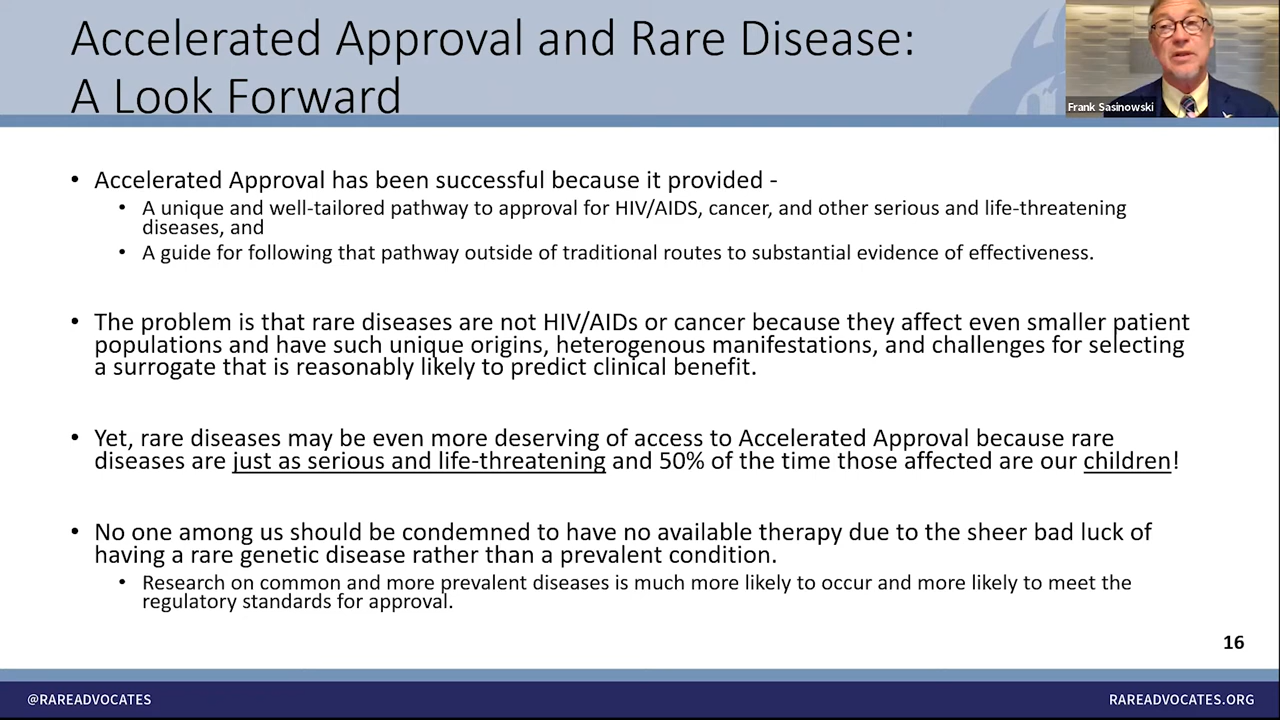 Accelerated Approval and Rare Disease:
A Look Forward
Frank Sasinowski
• Accelerated Approval has been successful because it provided -
• A unique and well-tailored pathway to approval for HIV/AIDS, cancer, and other serious and life-threatening
diseases, and
• A guide for following that pathway outside of traditional routes to substantial evidence of effectiveness.
• The problem is that rare diseases are not HIV/AIDs or cancer because they affect even smaller patient
populations and have such unique origins, heterogenous manifestations, and challenges for selecting
a surrogate that is reasonably likely to predict clinical benefit.
• Yet, rare diseases may be even more deserving of access to Accelerated Approval because rare
diseases are just as serious and life-threatening and 50% of the time those affected are our children!
• No one among us should be condemned to have no available therapy due to the sheer bad luck of
having a rare genetic disease rather than a prevalent condition.
• Research on common and more prevalent diseases is much more likely to occur and more likely to meet the
regulatory standards for approval.
16
@RAREADVOCATES
RAREADVOCATES.ORG